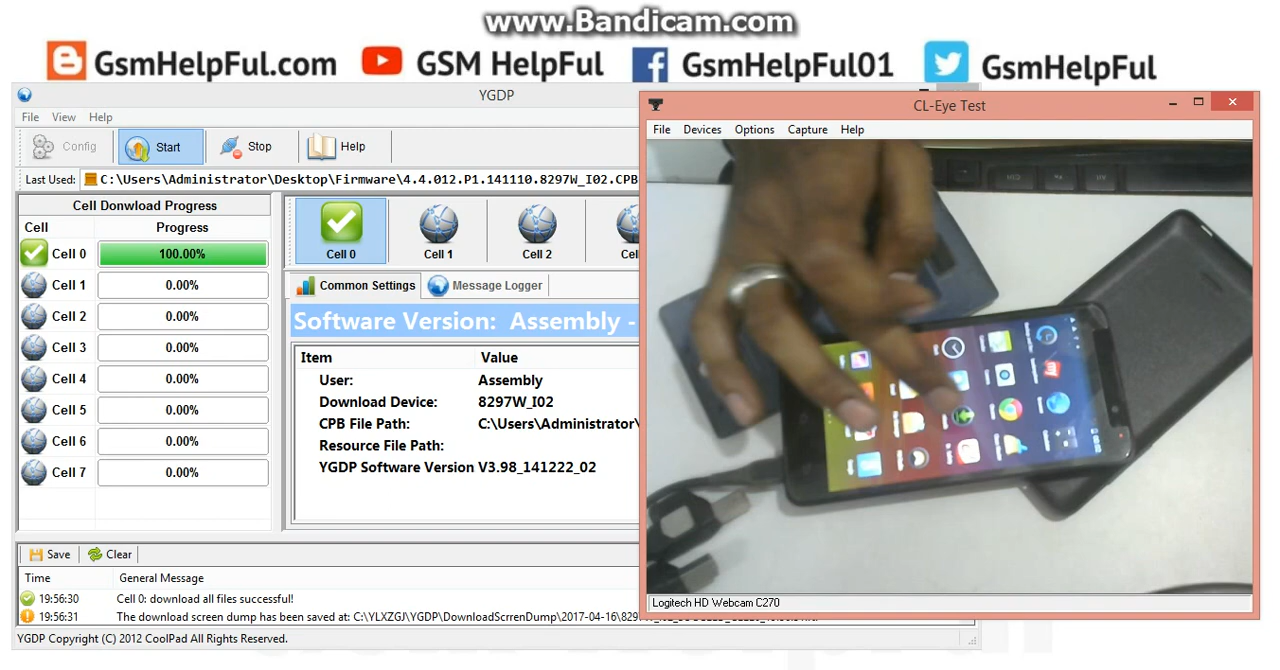 www.Bandicam.com
GsmHelpFul.com GSM HelpFul GsmHelpFul01 GsmHelpFul
YGDP
File View Help
Config Start Stop Help
Last Used: C:\Users\Administrator\Desktop\Firmware\4.4.012.P1.141110.8297W_I02.CPB
Cell Donwload Progress
Cell Progress
Cell 0 100.00%
Cell 1 0.00%
Cell 2 0.00%
Cell 3 0.00%
Cell 4 0.00%
Cell 5 0.00%
Cell 6 0.00%
Cell 7 0.00%
Cell 0 Cell 1 Cell 2
Common Settings Message Logger
Software Version: Assembly -
Item Value
User: Assembly
Download Device: 8297W_I02
CPB File Path: C:\Users\Administrator\
Resource File Path:
YGDP Software Version V3.98_141222_02
Save Clear
Time General Message
19:56:30 Cell 0: download all files successful!
19:56:31 The download screen dump has been saved at: C:\YLXZGJ\YGDP\DownloadScrrenDump\2017-04-16\
YGDP Copyright (C) 2012 CoolPad All Rights Reserved.
CL-Eye Test
File Devices Options Capture Help
Logitech HD Webcam C270